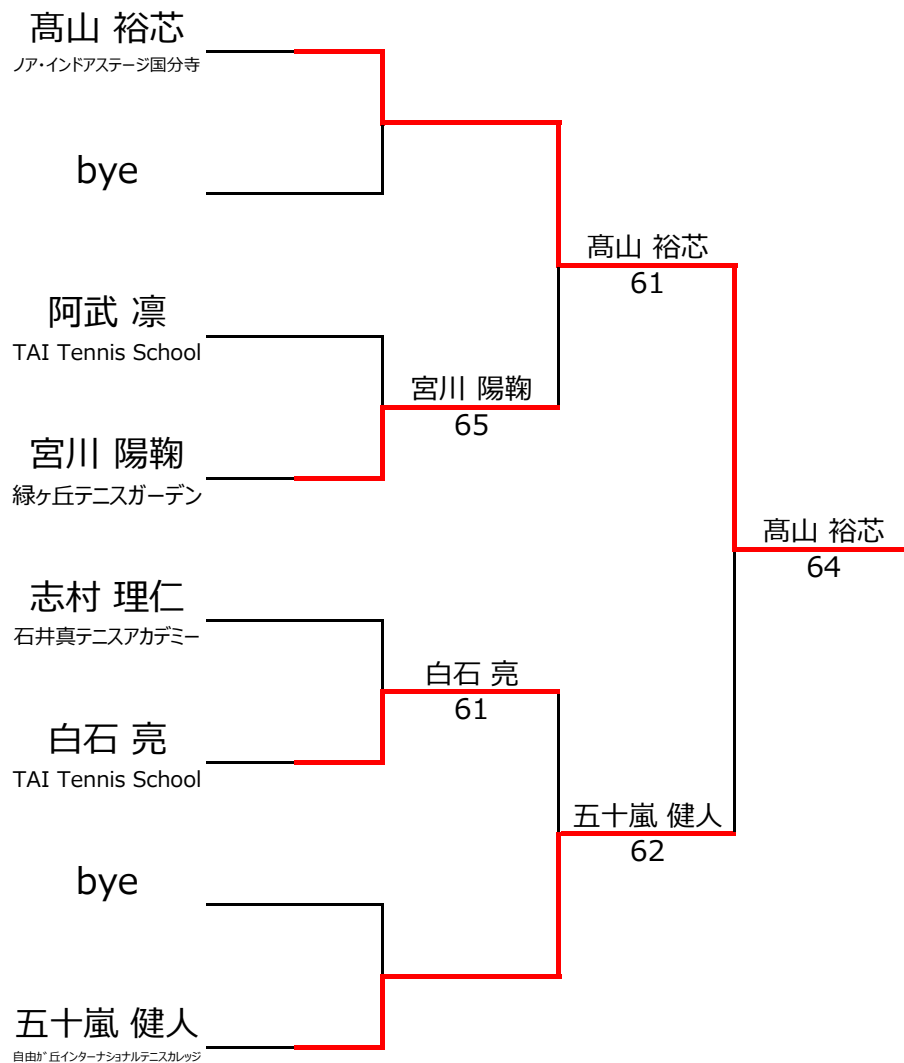 髙山 裕芯
ノア・インドアステージ国分寺
bye
髙山 裕芯
61
阿武 凛
TAI Tennis School
宮川 陽鞠
65
宮川 陽鞠
緑ヶ丘テニスガーデン
髙山 裕芯
64
志村 理仁
石井真テニスアカデミー
白石 亮
61
白石 亮
TAI Tennis School
五十嵐 健人
62
bye
五十嵐 健人
自由が丘インターナショナルテニスカレッジ